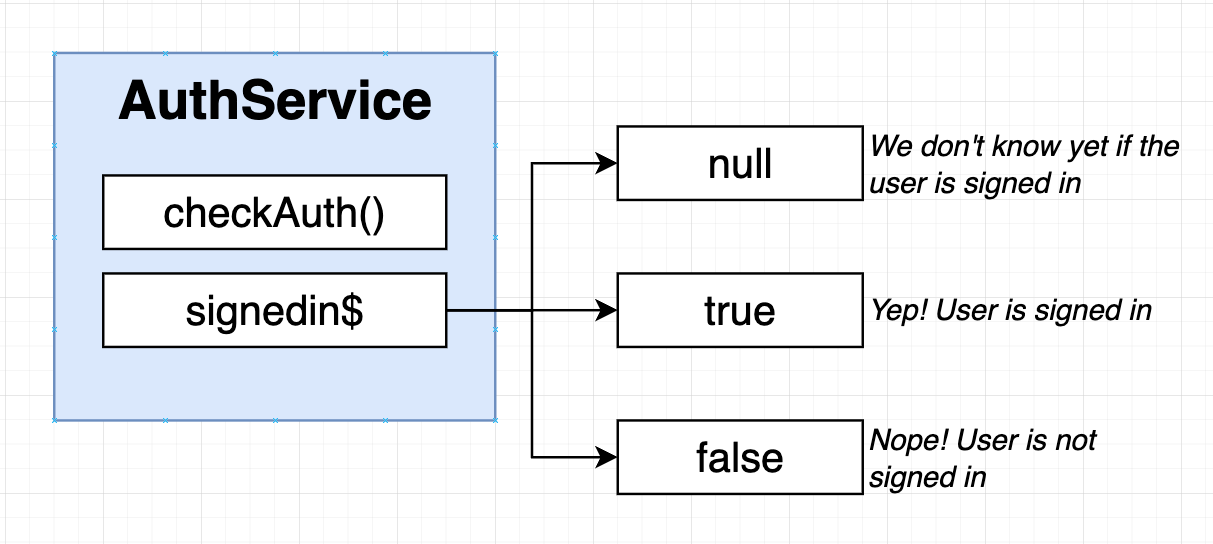 AuthService
checkAuth()
signedin$
null
We don't know yet if the
user is signed in
true
Yep! User is signed in
false
Nope! User is not
signed in